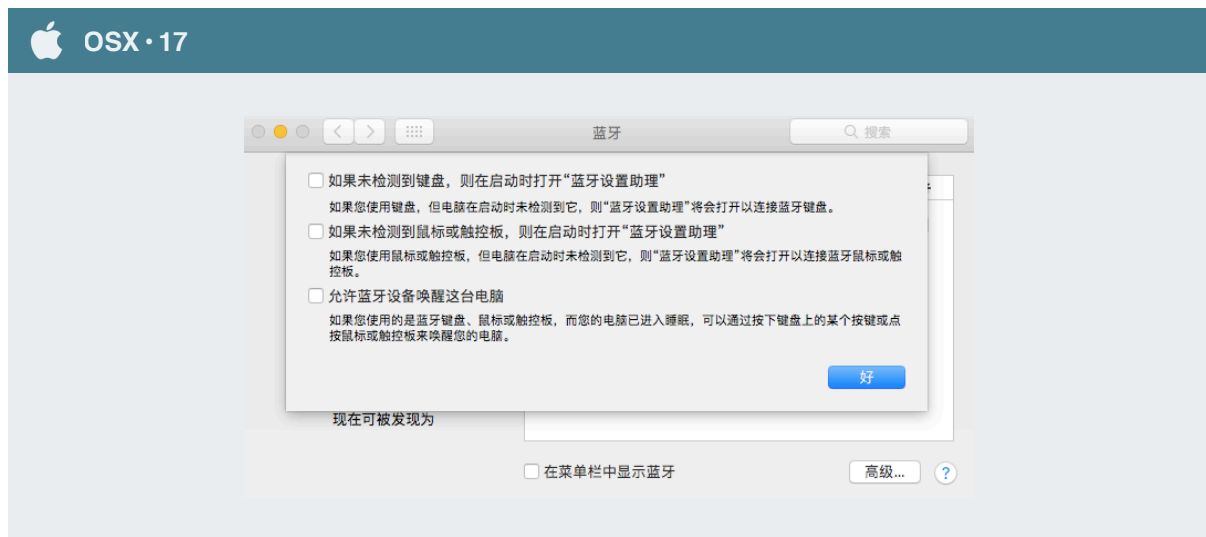 OSX·17
蓝牙
搜索
如果未检测到键盘，则在启动时打开“蓝牙设置助理”
如果您使用键盘，但电脑在启动时未检测到它，则“蓝牙设置助理”将会打开以连接蓝牙键盘。
如果未检测到鼠标或触控板，则在启动时打开“蓝牙设置助理”
如果您使用鼠标或触控板，但电脑在启动时未检测到它，则“蓝牙设置助理”将会打开以连接蓝牙鼠标或触
控板。
允许蓝牙设备唤醒这台电脑
如果您使用的是蓝牙键盘、鼠标或触控板，而您的电脑已进入睡眠，可以通过按下键盘上的某个按键或点
按鼠标或触控板来唤醒您的电脑。
好
现在可被发现为
在菜单栏中显示蓝牙
高级...
?